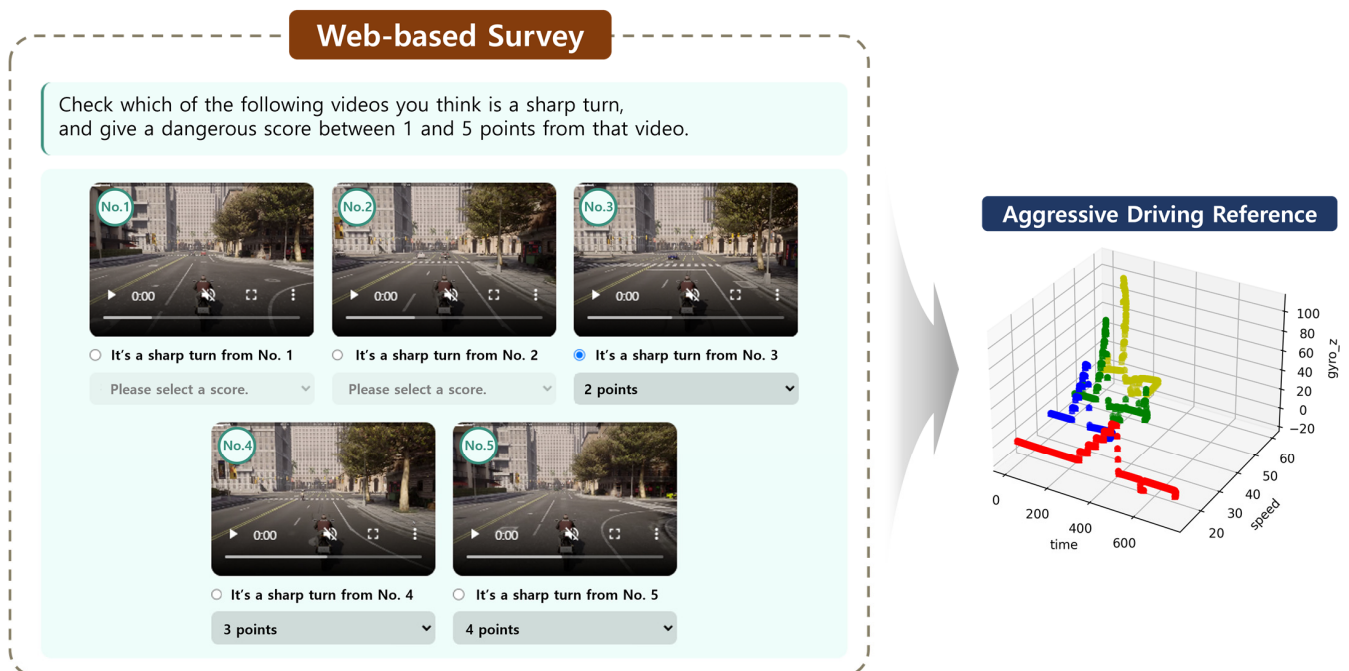 Web-based Survey
Check which of the following videos you think is a sharp turn,
and give a dangerous score between 1 and 5 points from that video.
No.1
0:00
It's a sharp turn from No. 1
Please select a score.
No.2
0:00
It's a sharp turn from No. 2
Please select a score.
No.3
0:00
It's a sharp turn from No. 3
2 points
No.4
0:00
It's a sharp turn from No. 4
3 points
No.5
0:00
It's a sharp turn from No. 5
4 points
Aggressive Driving Reference
100
80
60
40
20
0
−20
gyro_z
60
50
40
30
20
speed
0
200
400
600
time